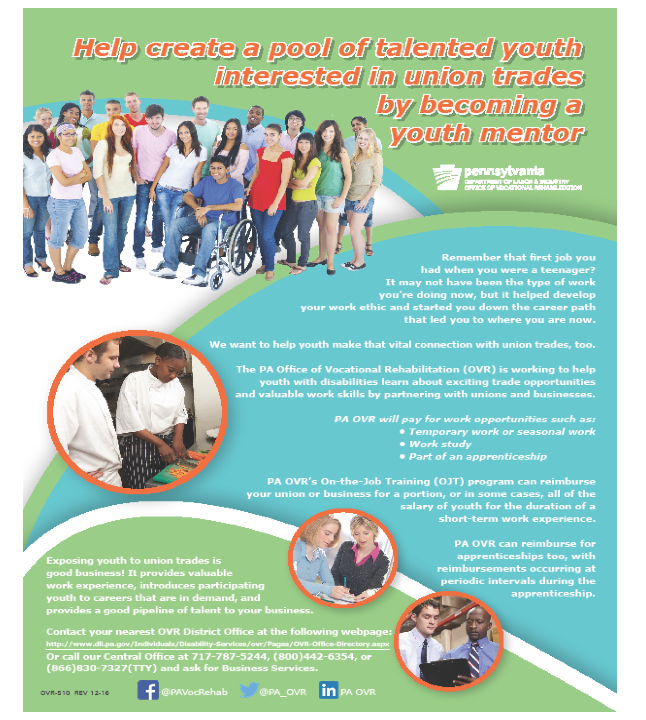 Help create a pool of talented youth
interested in union trades
by becoming a
youth mentor
pennsylvania
DEPARTMENT OF LABOR & INDUSTRY
OFFICE OF VOCATIONAL REHABILITATION
Remember that first job you
had when you were a teenager?
It may not have been the type of work
you're doing now, but it helped develop
your work ethic and started you down the career path
that led you to where you are now.
We want to help youth make that vital connection with union trades, too.
The PA Office of Vocational Rehabilitation (OVR) is working to help
youth with disabilities learn about exciting trade opportunities
and valuable work skills by partnering with unions and businesses.
PA OVR will pay for work opportunities such as:
• Temporary work or seasonal work
• Work study
• Part of an apprenticeship
PA OVR's On-the-Job Training (OJT) program can reimburse
your union or business for a portion, or in some cases, all of the
salary of youth for the duration of a
short-term work experience.
PA OVR can reimburse for
apprenticeships too, with
reimbursements occurring at
periodic intervals during the
apprenticeship.
Exposing youth to union trades is
good business! It provides valuable
work experience, introduces participating
youth to careers that are in demand, and
provides a good pipeline of talent to your business.
Contact your nearest OVR District Office at the following webpage:
http://www.dli.pa.gov/Individuals/Disability-Services/ovr/Pages/OVR-Office-Directory.aspx
Or call our Central Office at 717-787-5244, (800)442-6354, or
(866)830-7327(TTY) and ask for Business Services.
OVR-510 REV 12-16
@PAVocRehab
@PA_OVR
in PA OVR